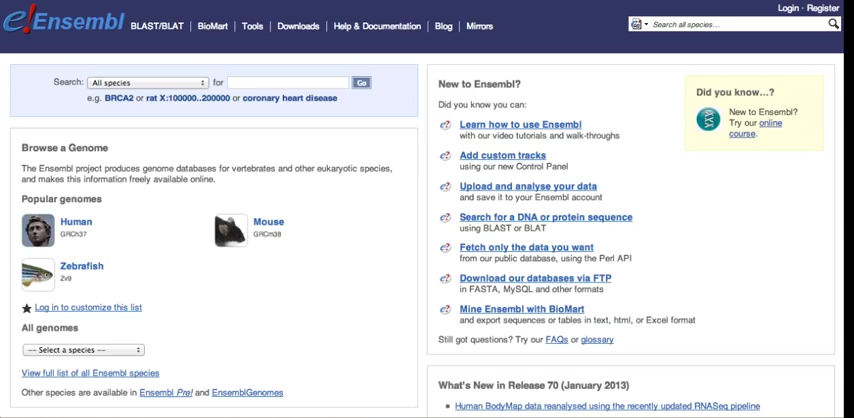 Login · Register
e!Ensembl BLAST/BLAT BioMart Tools Downloads Help & Documentation Blog Mirrors
Search all species...
Search: All species for Go
e.g. BRCA2 or rat X:100000..200000 or coronary heart disease
Browse a Genome
The Ensembl project produces genome databases for vertebrates and other eukaryotic species,
and makes this information freely available online.
Popular genomes
Human
GRCh37
Mouse
GRCm38
Zebrafish
Zv9
Log in to customize this list
All genomes
-- Select a species --
View full list of all Ensembl species
Other species are available in Ensembl Pre! and EnsemblGenomes
New to Ensembl?
Did you know you can:
Learn how to use Ensembl
with our video tutorials and walk-throughs
Add custom tracks
using our new Control Panel
Upload and analyse your data
and save it to your Ensembl account
Search for a DNA or protein sequence
using BLAST or BLAT
Fetch only the data you want
from our public database, using the Perl API
Download our databases via FTP
in FASTA, MySQL and other formats
Mine Ensembl with BioMart
and export sequences or tables in text, html, or Excel format
Still got questions? Try our FAQs or glossary
Did you know...?
New to Ensembl?
Try our online
course.
What's New in Release 70 (January 2013)
Human BodyMap data reanalysed using the recently updated RNASeq pipeline